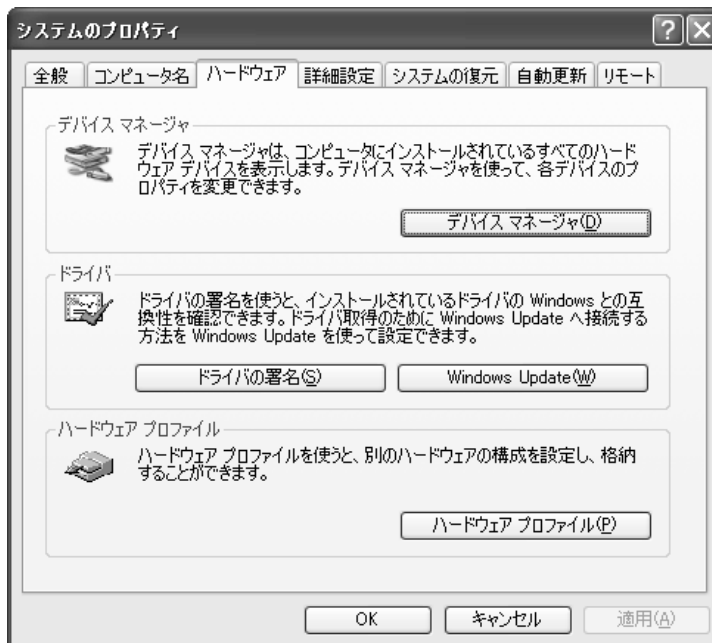 システムのプロパティ
全般 コンピュータ名 ハードウェア 詳細設定 システムの復元 自動更新 リモート
デバイス マネージャ
デバイス マネージャは、コンピュータにインストールされているすべてのハード
ウェア デバイスを表示します。デバイス マネージャを使って、各デバイスのプ
ロパティを変更できます。
デバイス マネージャ(D)
ドライバ
ドライバの署名を使うと、インストールされているドライバの Windows との互
換性を確認できます。ドライバ取得のために Windows Update へ接続する
方法を Windows Update を使って設定できます。
ドライバの署名(S) Windows Update(W)
ハードウェア プロファイル
ハードウェア プロファイルを使うと、別のハードウェアの構成を設定し、格納
することができます。
ハードウェア プロファイル(P)
OK キャンセル 適用(A)